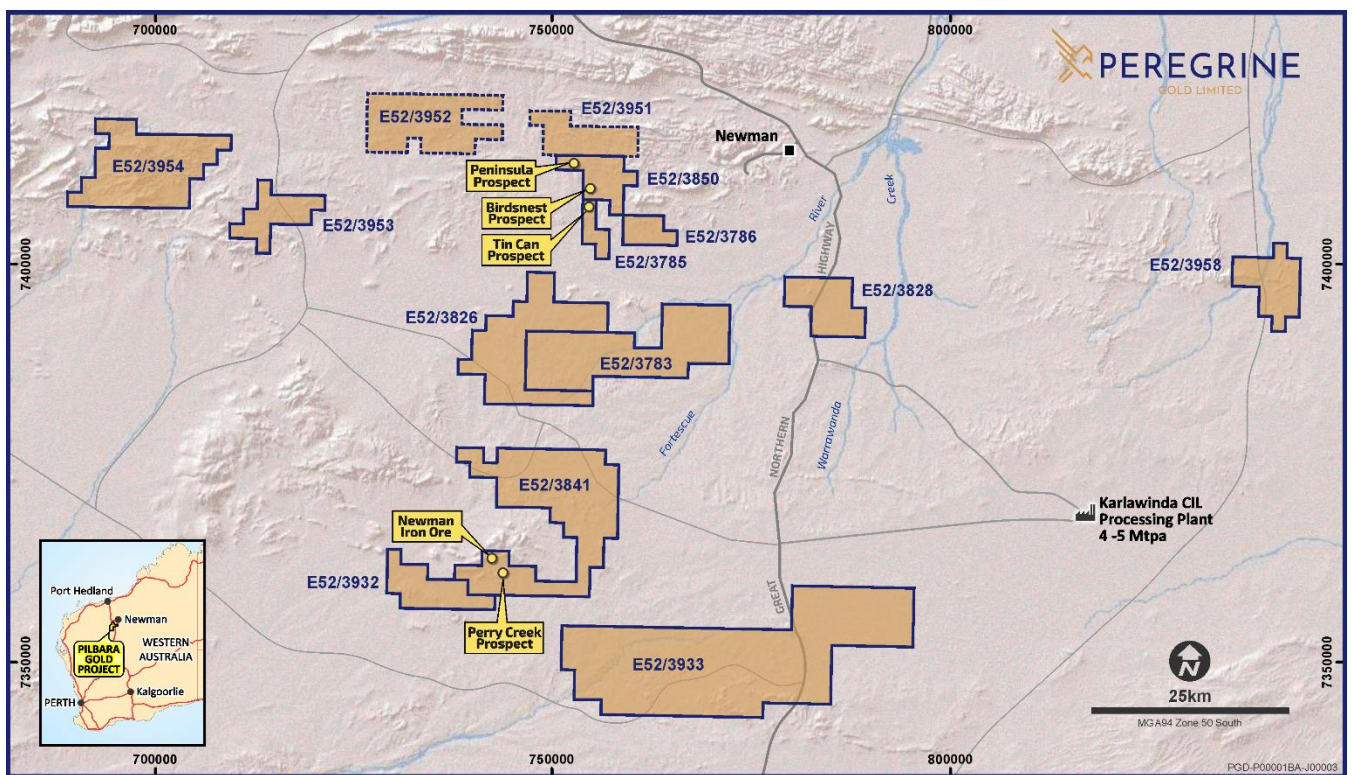 700000
750000
800000
PEREGRINE
GOLD LIMITED
E52/3952
E52/3951
Newman
E52/3954
Peninsula
Prospect
E52/3850
Birdsnest
Prospect
River
Creek
E52/3953
Tin Can
Prospect
E52/3786
E52/3785
HIGHWAY
7400000
7400000
E52/3958
E52/3828
E52/3826
E52/3783
Fortescue
Warrawanda
NORTHERN
E52/3841
Newman
Iron Ore
Karlawinda CIL
Processing Plant
4 -5 Mtpa
E52/3932
GREAT
Perry Creek
Prospect
E52/3933
7350000
7350000
Port Hedland
Newman
WESTERN
AUSTRALIA
PILBARA
GOLD
PROJECT
Kalgoorlie
PERTH
N
25km
MGA94 Zone 50 South
700000
750000
800000
PGD-P00001BA-J00003